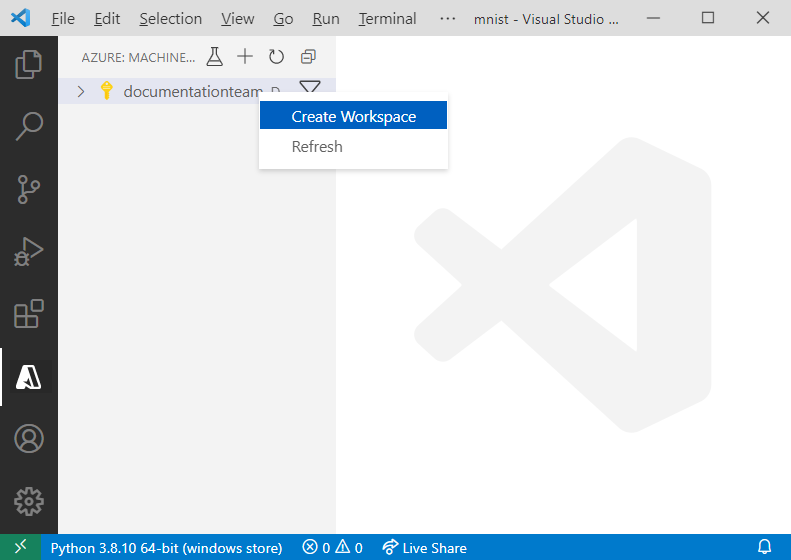 File Edit Selection View Go Run Terminal ··· mnist - Visual Studio ...
AZURE: MACHINE...
documentationteam
Create Workspace
Refresh
Python 3.8.10 64-bit (windows store) 0 0 Live Share